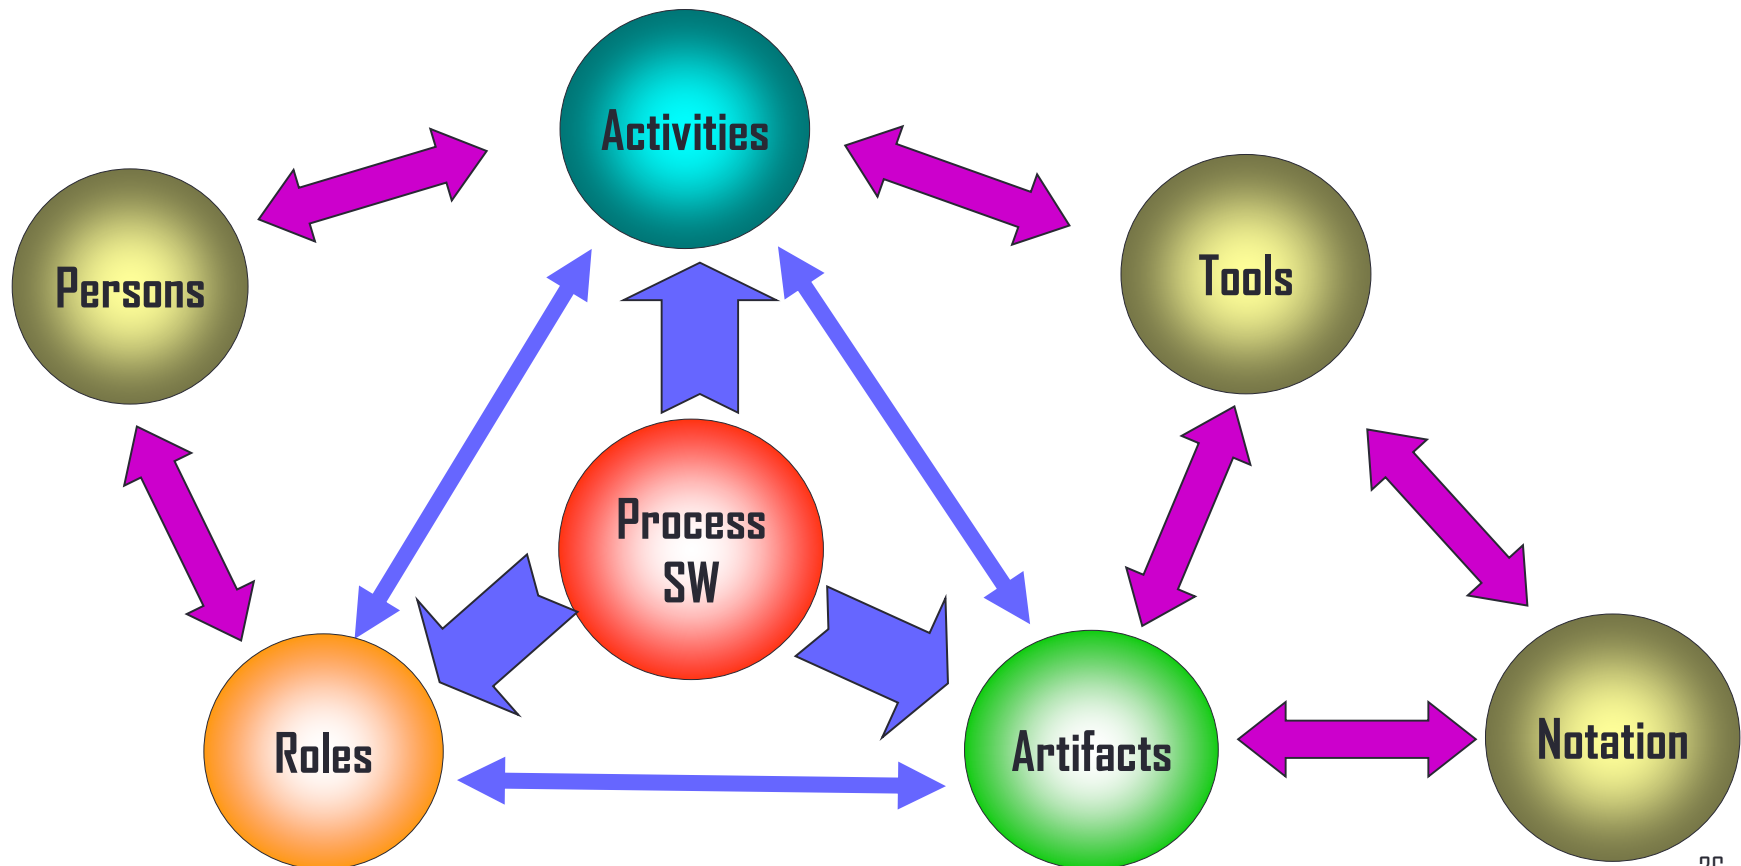 Activities
Persons
Tools
Process
SW
Roles
Artifacts
Notation